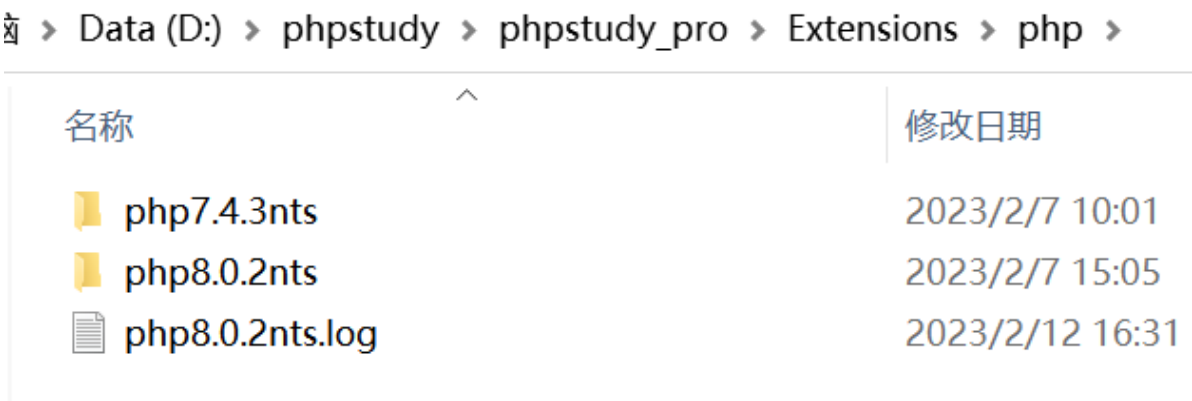 脑 > Data (D:) > phpstudy > phpstudy_pro > Extensions > php >
名称 修改日期
php7.4.3nts 2023/2/7 10:01
php8.0.2nts 2023/2/7 15:05
php8.0.2nts.log 2023/2/12 16:31